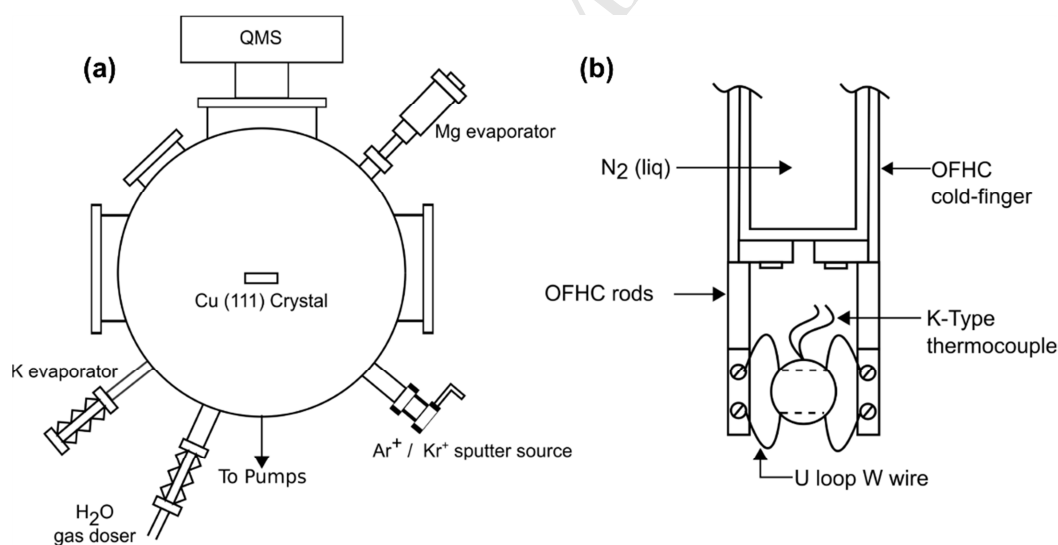 (a)
QMS
Mg evaporator
Cu (111) Crystal
K evaporator
H2O
gas doser
To Pumps
Ar+ / Kr+ sputter source
(b)
N2 (liq)
OFHC
cold-finger
OFHC rods
K-Type
thermocouple
U loop W wire